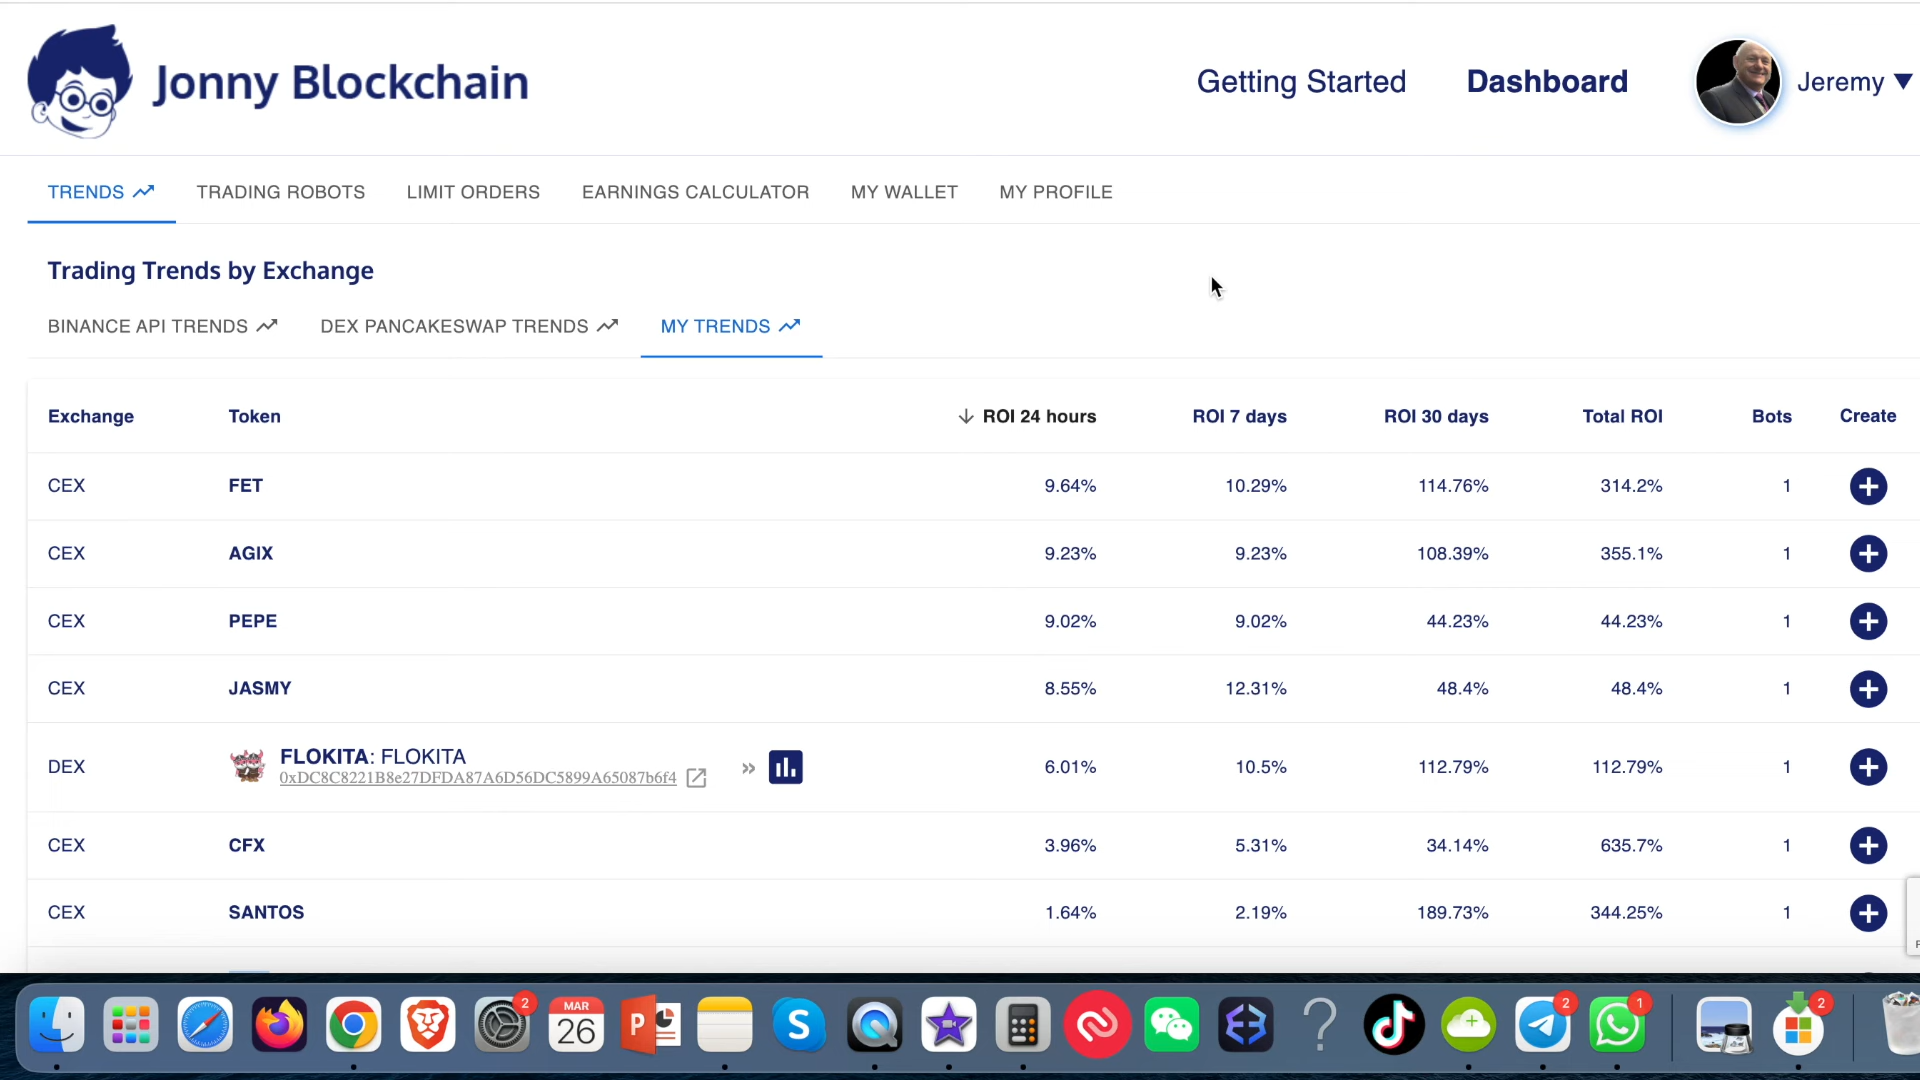 Jonny Blockchain
Getting Started Dashboard Jeremy
TRENDS TRADING ROBOTS LIMIT ORDERS EARNINGS CALCULATOR MY WALLET MY PROFILE
Trading Trends by Exchange
BINANCE API TRENDS DEX PANCAKESWAP TRENDS MY TRENDS
Exchange Token ROI 24 hours ROI 7 days ROI 30 days Total ROI Bots Create
CEX FET 9.64% 10.29% 114.76% 314.2% 1
CEX AGIX 9.23% 9.23% 108.39% 355.1% 1
CEX PEPE 9.02% 9.02% 44.23% 44.23% 1
CEX JASMY 8.55% 12.31% 48.4% 48.4% 1
DEX FLOKITA: FLOKITA 6.01% 10.5% 112.79% 112.79% 1
0xDC8C8221B8e27DFDA87A6D56DC5899A65087b6f4
CEX CFX 3.96% 5.31% 34.14% 635.7% 1
CEX SANTOS 1.64% 2.19% 189.73% 344.25% 1
2 MAR 2 1 2
26 P S